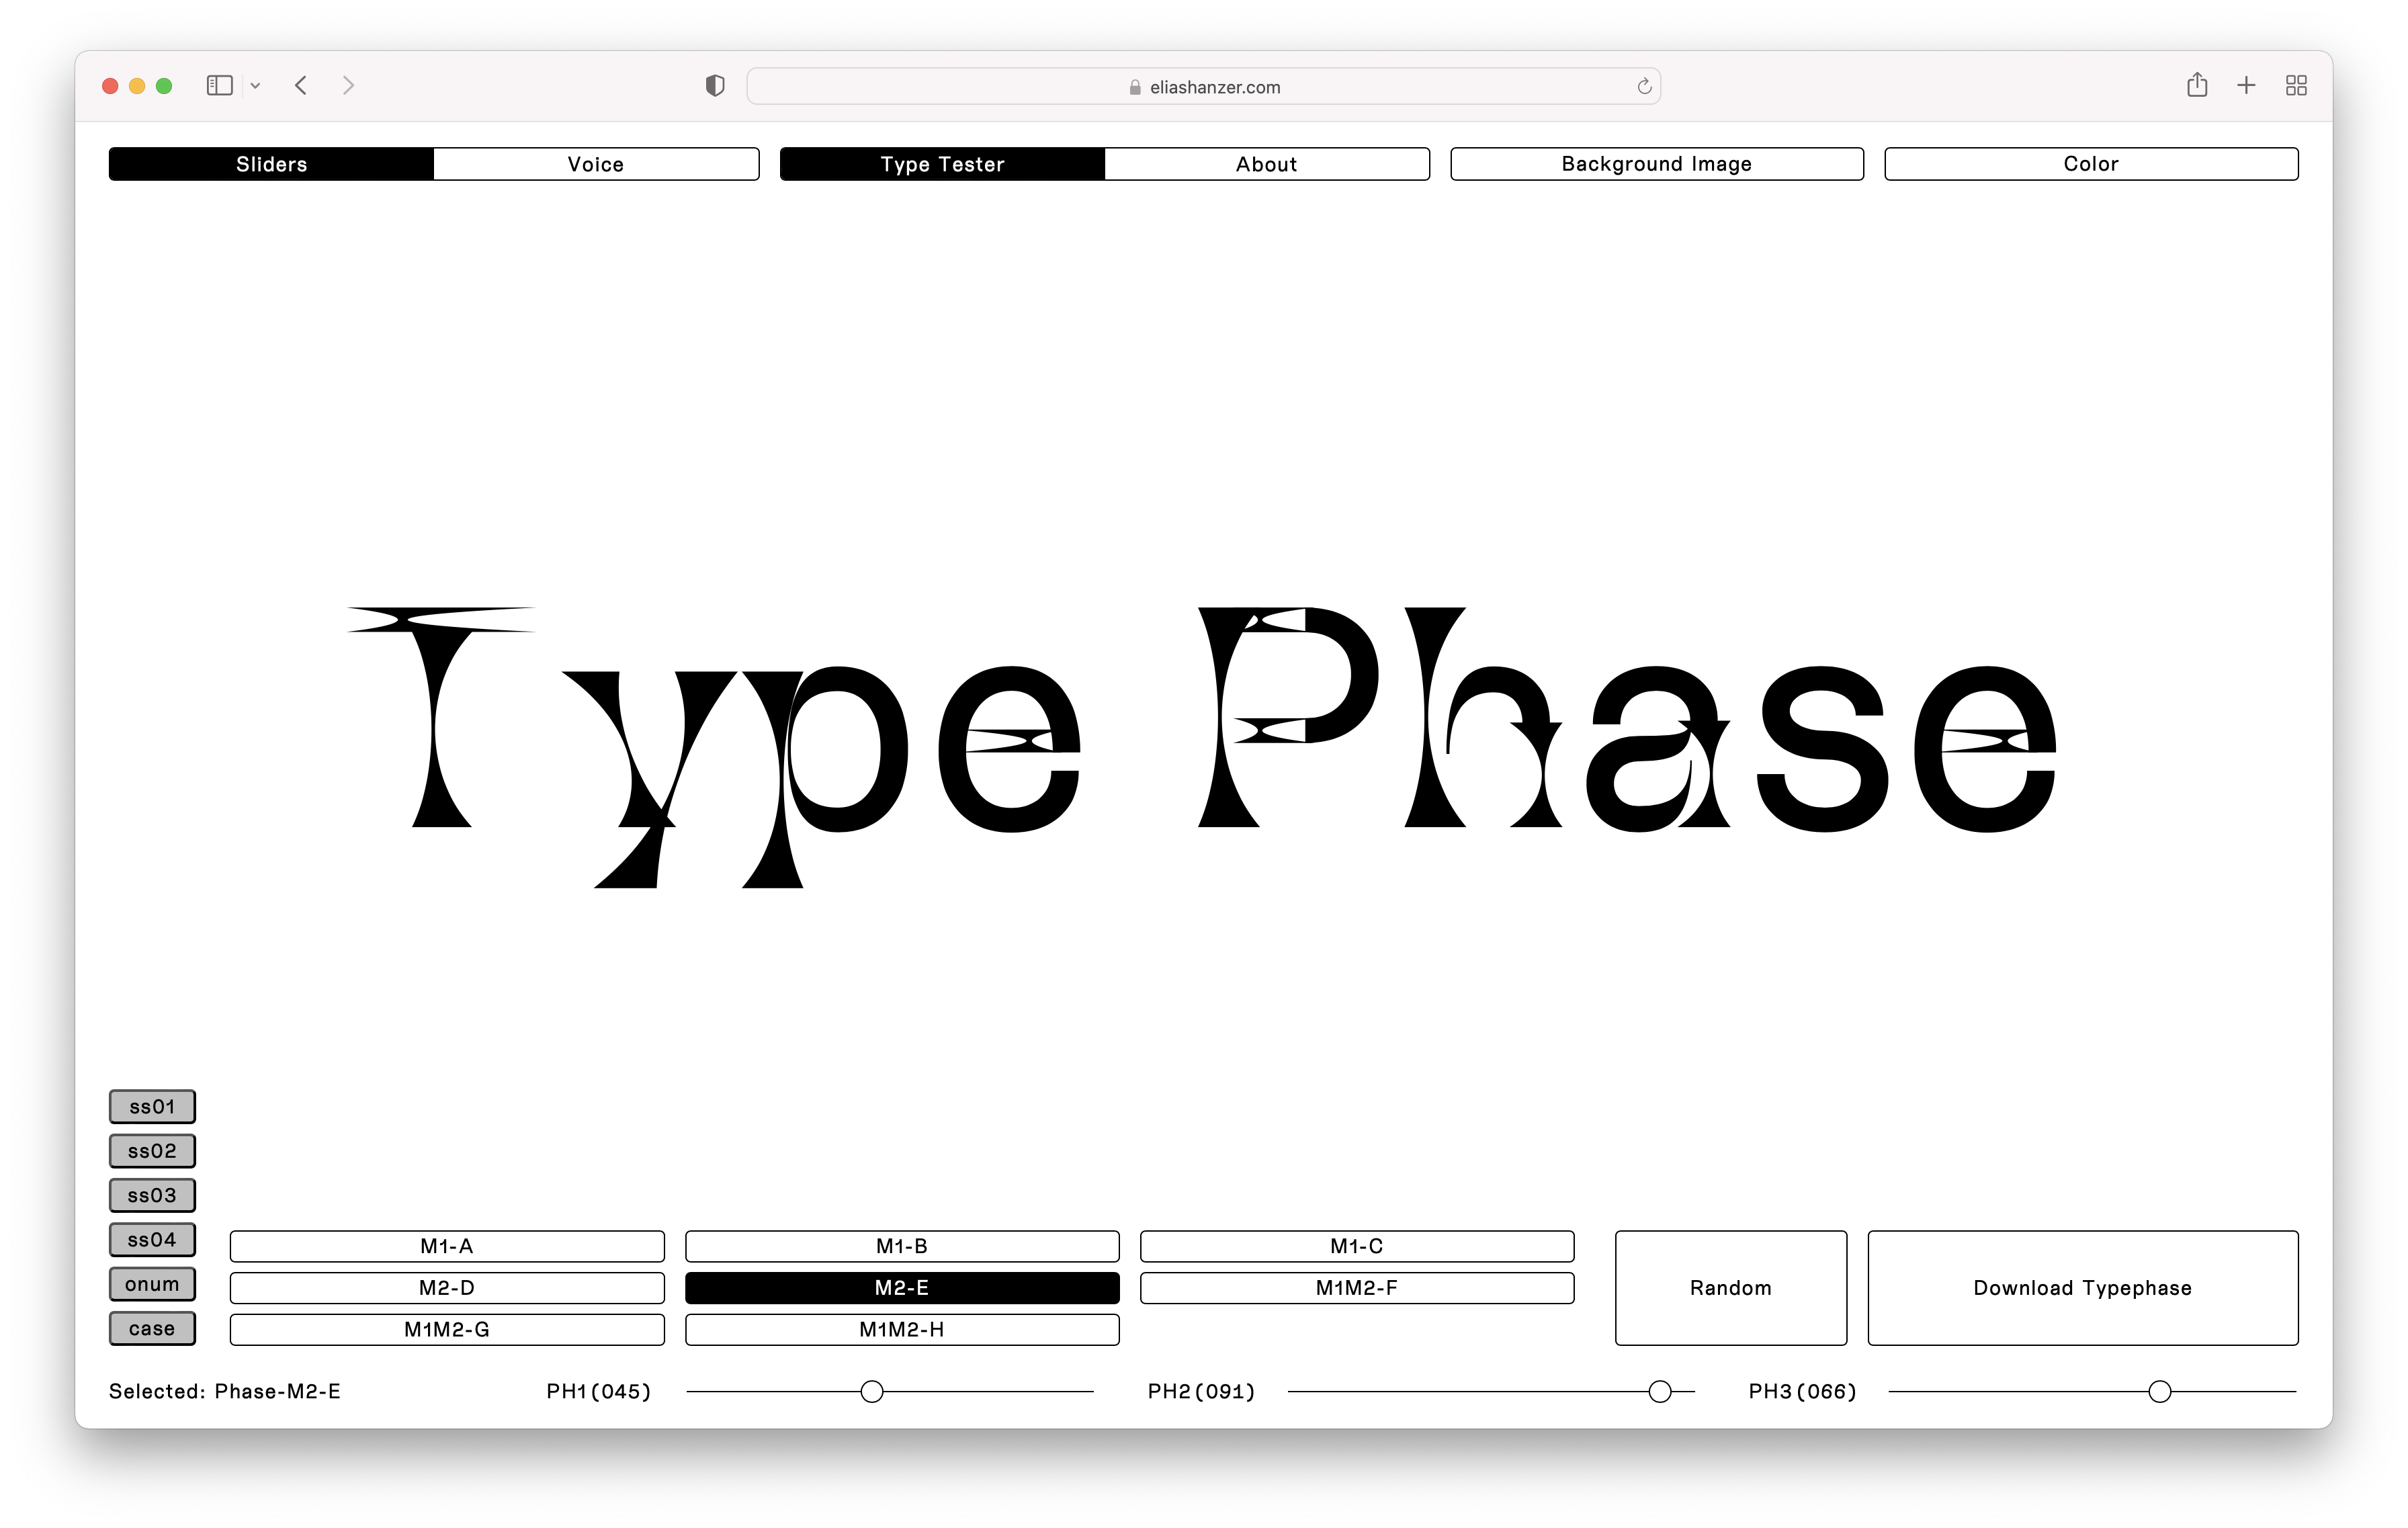 eliashanzer.com
Sliders Voice Type Tester About Background Image Color
Type Phase
ss01
ss02
ss03
ss04
onum
case
M1-A M1-B M1-C
M2-D M2-E M1M2-F
M1M2-G M1M2-H
Random Download Typephase
Selected: Phase-M2-E PH1(045) PH2(091) PH3(066)